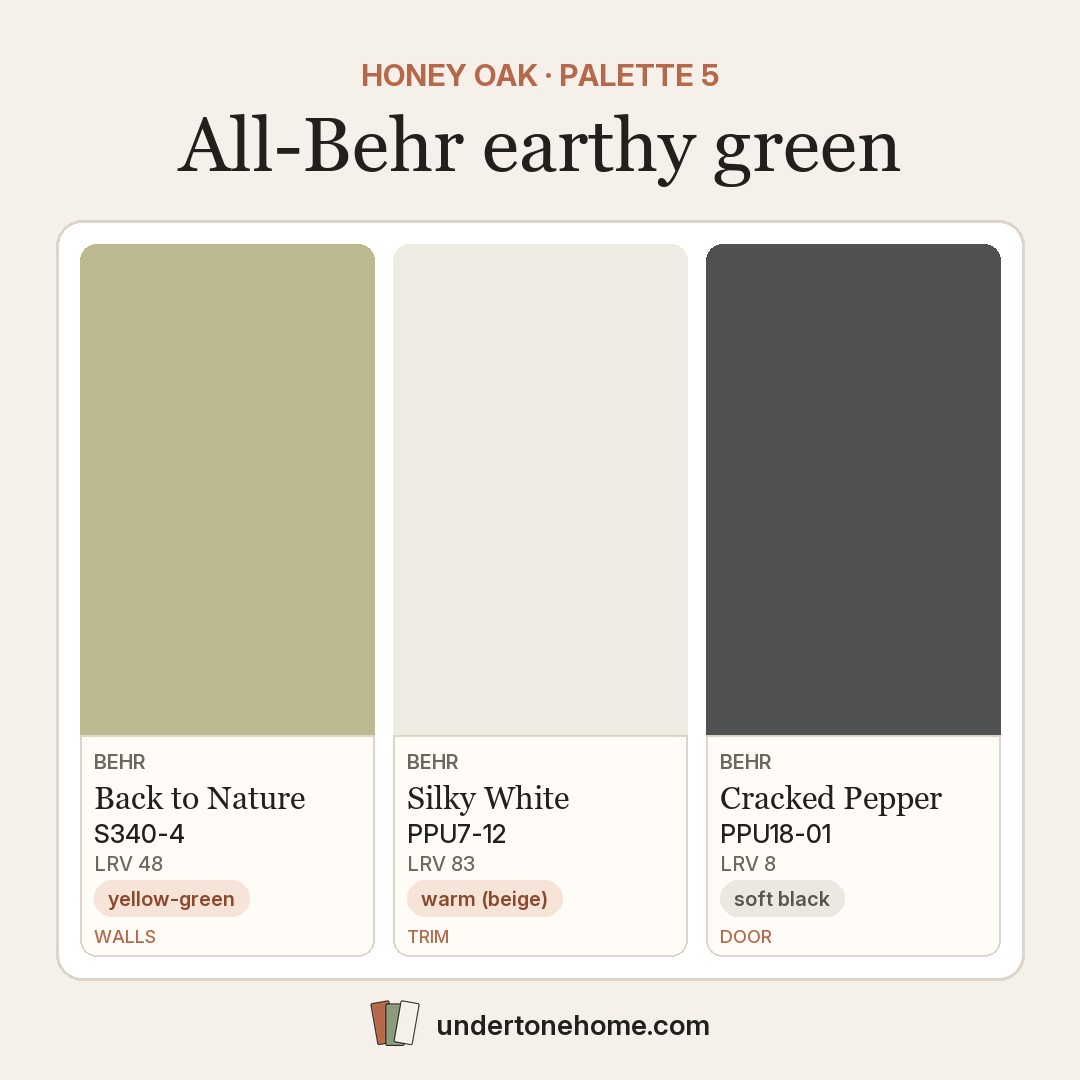 HONEY OAK · PALETTE 5
All-Behr earthy green
BEHR
Back to Nature
S340-4
LRV 48
yellow-green
WALLS
BEHR
Silky White
PPU7-12
LRV 83
warm (beige)
TRIM
BEHR
Cracked Pepper
PPU18-01
LRV 8
soft black
DOOR
undertonehome.com